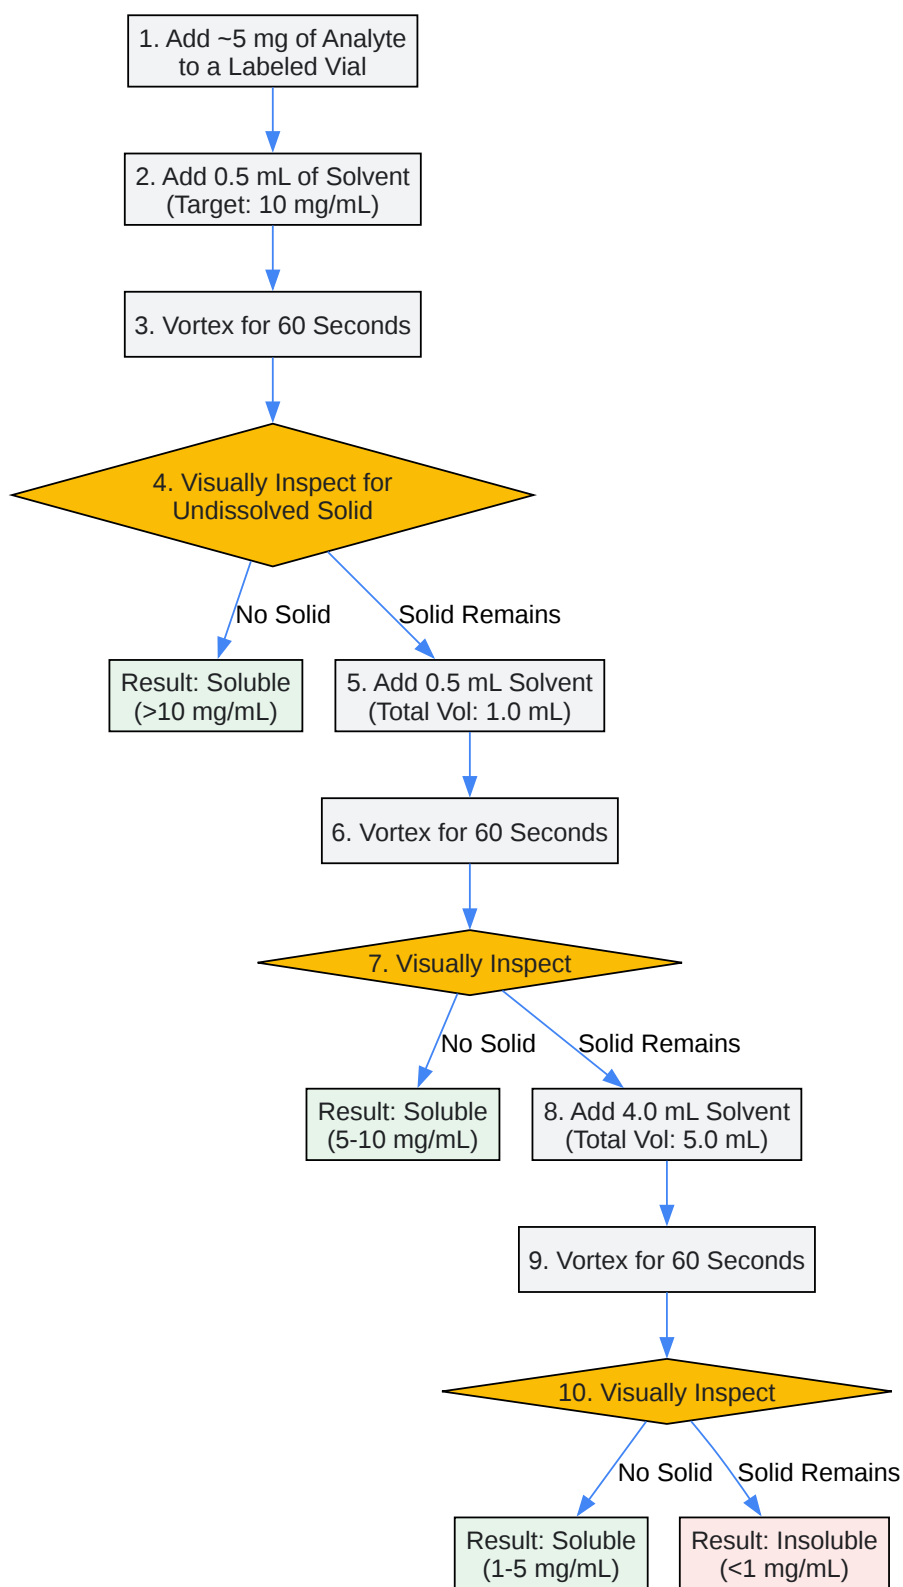 1. Add ~5 mg of Analyte
to a Labeled Vial
2. Add 0.5 mL of Solvent
(Target: 10 mg/mL)
3. Vortex for 60 Seconds
4. Visually Inspect for
Undissolved Solid
No Solid
Solid Remains
Result: Soluble
(>10 mg/mL)
5. Add 0.5 mL Solvent
(Total Vol: 1.0 mL)
6. Vortex for 60 Seconds
7. Visually Inspect
No Solid
Solid Remains
Result: Soluble
(5-10 mg/mL)
8. Add 4.0 mL Solvent
(Total Vol: 5.0 mL)
9. Vortex for 60 Seconds
10. Visually Inspect
No Solid
Solid Remains
Result: Soluble
(1-5 mg/mL)
Result: Insoluble
(<1 mg/mL)